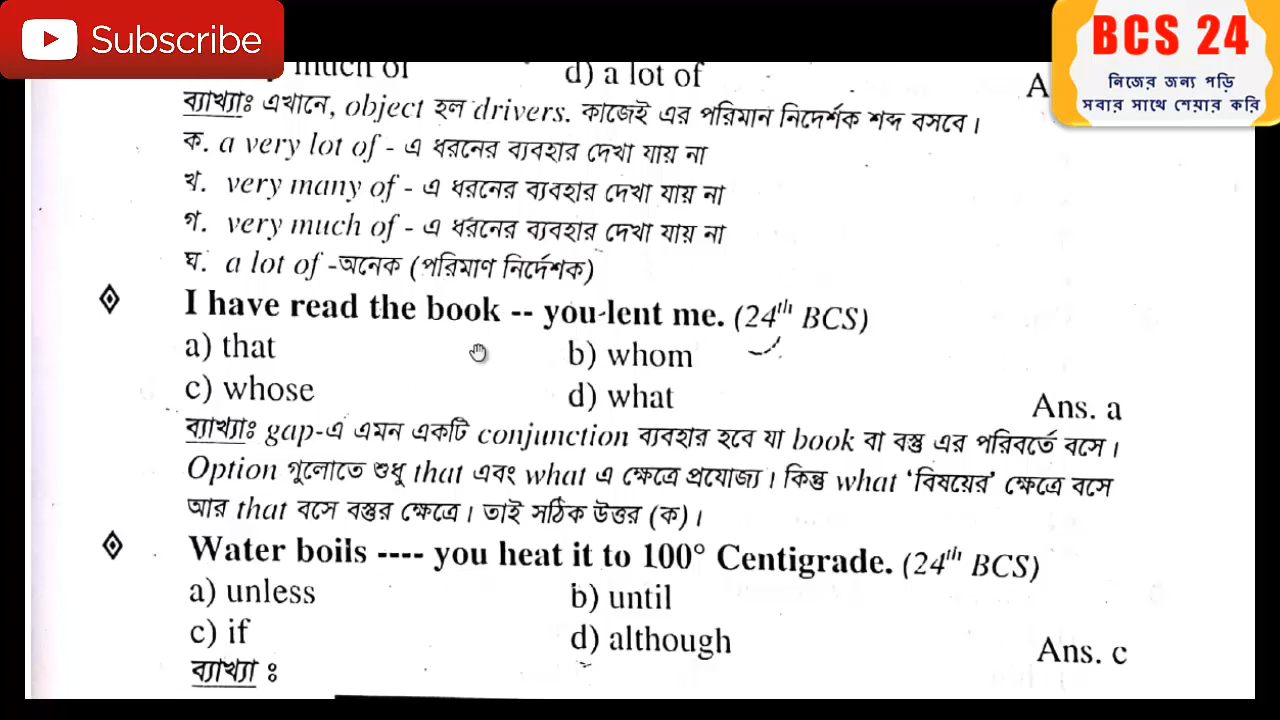 Subscribe
BCS 24
নিজের জন্য পড়ি
সবার সাথে শেয়ার করি
much of d) a lot of A
ব্যাখ্যাঃ এখানে, object হল drivers. কাজেই এর পরিমান নিদের্শক শব্দ বসবে।
ক. a very lot of - এ ধরনের ব্যবহার দেখা যায় না
খ. very many of - এ ধরনের ব্যবহার দেখা যায় না
গ. very much of - এ ধরনের ব্যবহার দেখা যায় না
ঘ. a lot of -অনেক (পরিমাণ নির্দেশক)
I have read the book -- you lent me. (24th BCS)
a) that b) whom
c) whose d) what Ans. a
ব্যাখ্যাঃ gap-এ এমন একটি conjunction ব্যবহার হবে যা book বা বস্তু এর পরিবর্তে বসে।
Option গুলোতে শুধু that এবং what এ ক্ষেত্রে প্রযোজ্য। কিন্তু what ‘বিষয়ের’ ক্ষেত্রে বসে
আর that বসে বস্তুর ক্ষেত্রে। তাই সঠিক উত্তর (ক)।
Water boils ---- you heat it to 100° Centigrade. (24th BCS)
a) unless b) until
c) if d) although Ans. c
ব্যাখ্যা ঃ